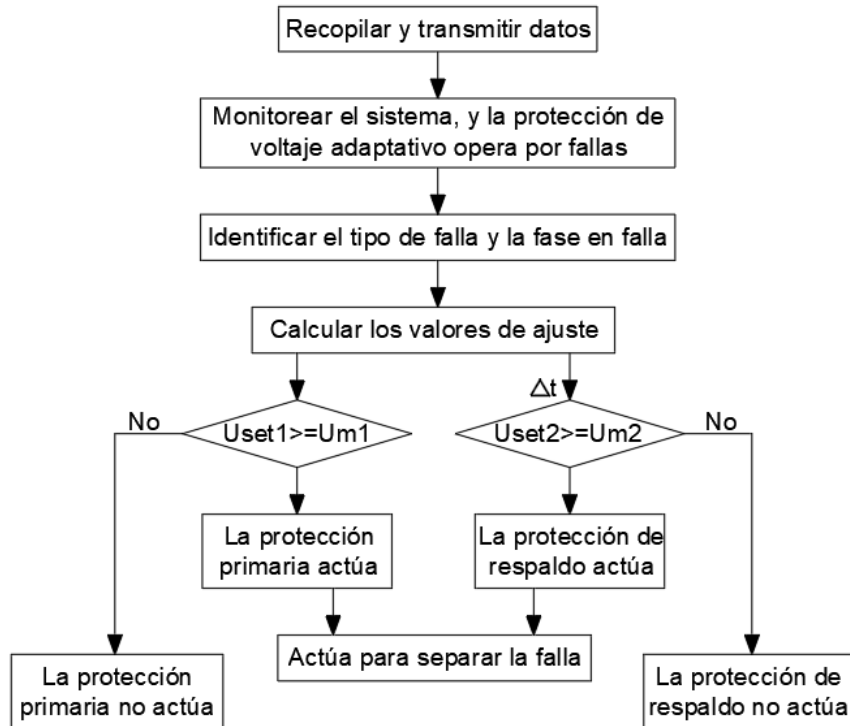 Recopilar y transmitir datos
Monitorear el sistema, y la protección de
voltaje adaptativo opera por fallas
Identificar el tipo de falla y la fase en falla
Calcular los valores de ajuste
Δt
No
Uset1>=Um1
Uset2>=Um2
No
La protección
primaria actúa
La protección de
respaldo actúa
Actúa para separar la falla
La protección
primaria no actúa
La protección de
respaldo no actúa